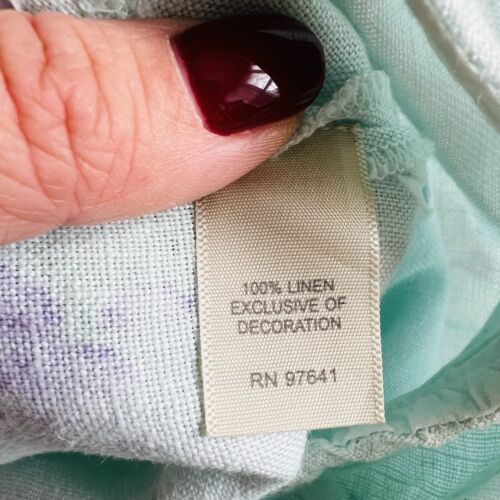 100% LINEN
EXCLUSIVE OF
DECORATION
RN 97641